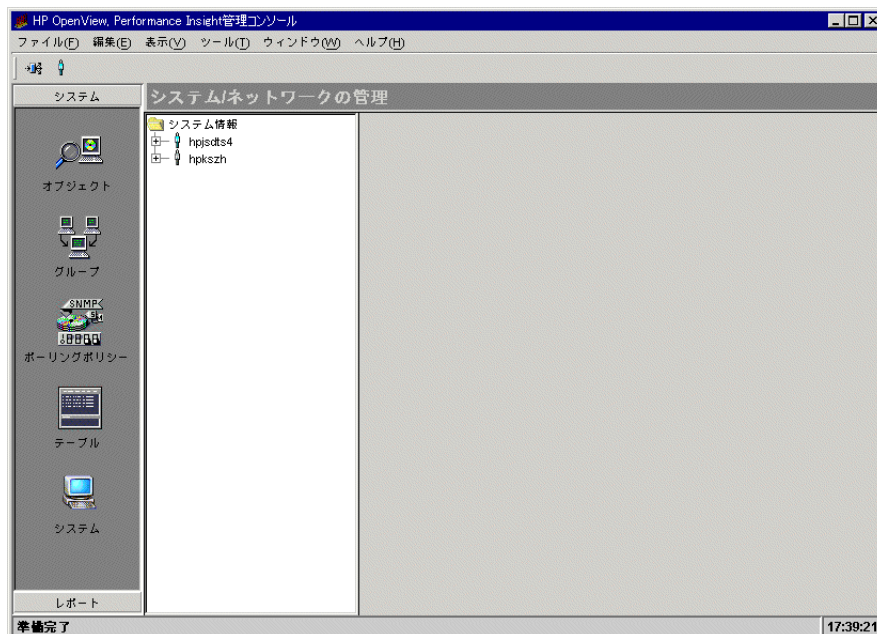 HP OpenView, Performance Insight管理コンソール
ファイル(F) 編集(E) 表示(V) ツール(T) ウィンドウ(W) ヘルプ(H)
システム
システム/ネットワークの管理
システム情報
hpjsdts4
hpkszh
オブジェクト
グループ
SNMP
ポーリングポリシー
テーブル
システム
レポート
準備完了
17:39:21